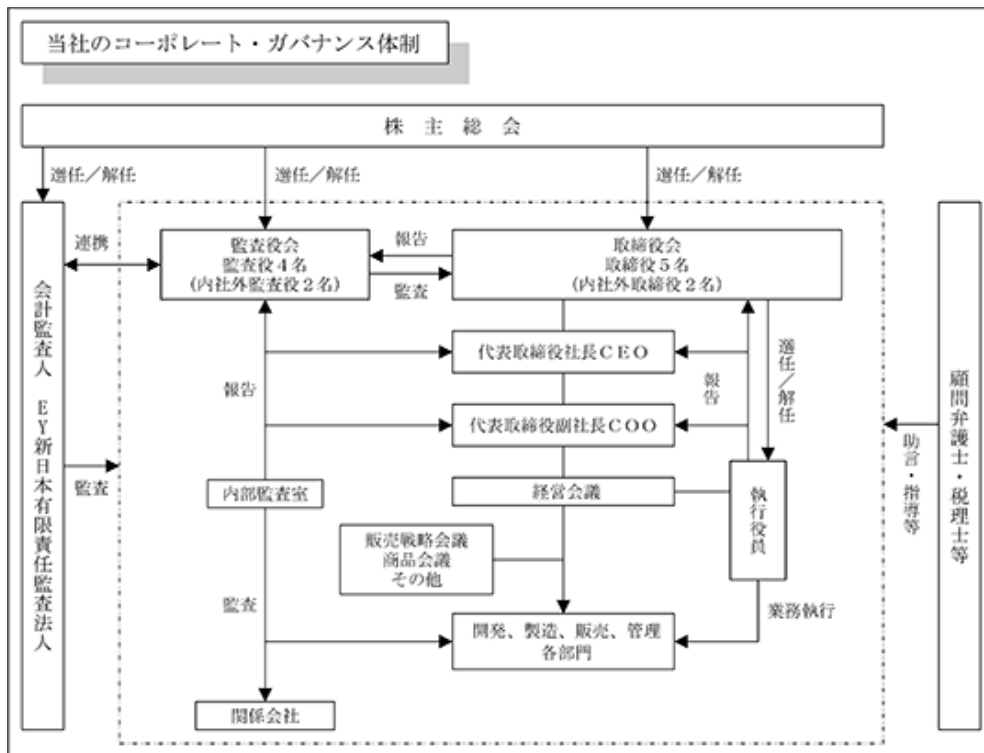 当社のコーポレート・ガバナンス体制
株主総会
選任／解任
選任／解任
選任／解任
会計監査人　ＥＹ新日本有限責任監査法人
連携
監査役会
監査役４名
(内社外監査役２名)
報告
監査
取締役会
取締役５名
(内社外取締役２名)
代表取締役社長ＣＥＯ
報告
報告
選任／解任
代表取締役副社長ＣＯＯ
監査
内部監査室
経営会議
執行役員
助言・指導等
顧問弁護士・税理士等
販売戦略会議
商品会議
その他
監査
業務執行
開発、製造、販売、管理
各部門
関係会社